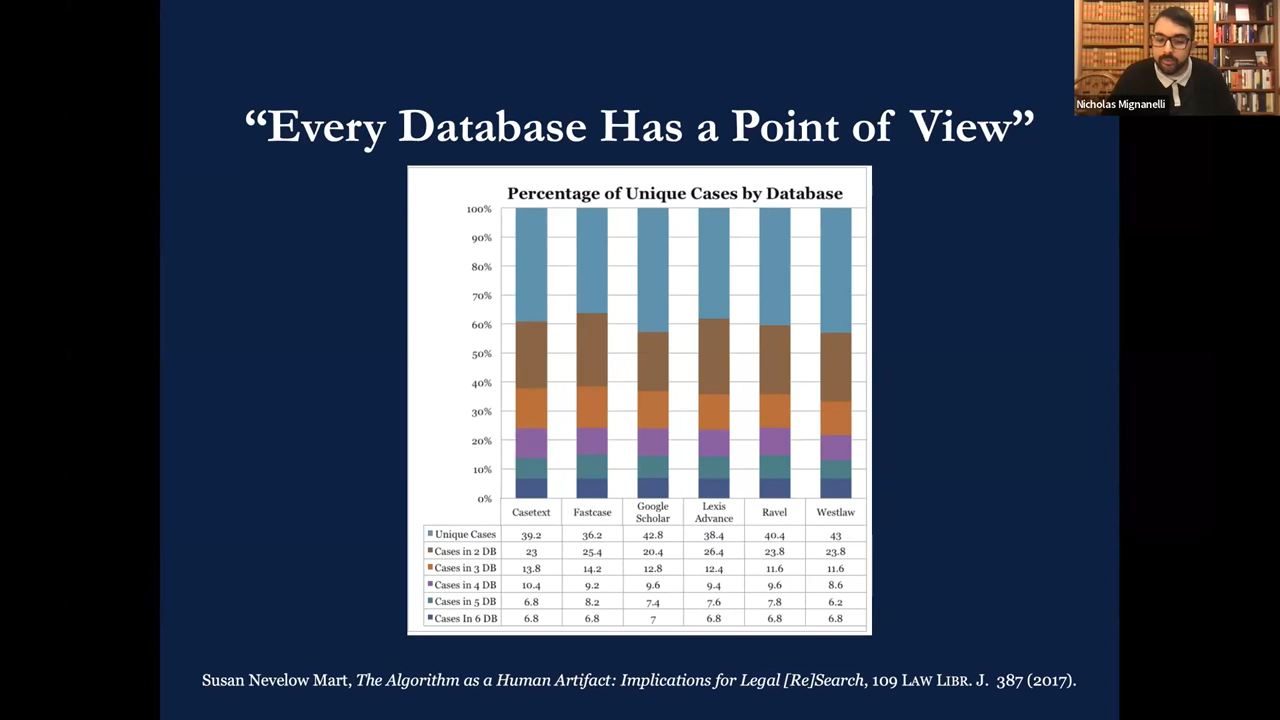 Nicholas Mignanelli
“Every Database Has a Point of View”
Percentage of Unique Cases by Database
100%
90%
80%
70%
60%
50%
40%
30%
20%
10%
0%
Casetext Fastcase Google Scholar Lexis Advance Ravel Westlaw
Unique Cases 39.2 36.2 42.8 38.4 40.4 43
Cases in 2 DB 23 25.4 20.4 26.4 23.8 23.8
Cases in 3 DB 13.8 14.2 12.8 12.4 11.6 11.6
Cases in 4 DB 10.4 9.2 9.6 9.4 9.6 8.6
Cases in 5 DB 6.8 8.2 7.4 7.6 7.8 6.2
Cases In 6 DB 6.8 6.8 7 6.8 6.8 6.8
Susan Nevelow Mart, The Algorithm as a Human Artifact: Implications for Legal [Re]Search, 109 LAW LIBR. J. 387 (2017).